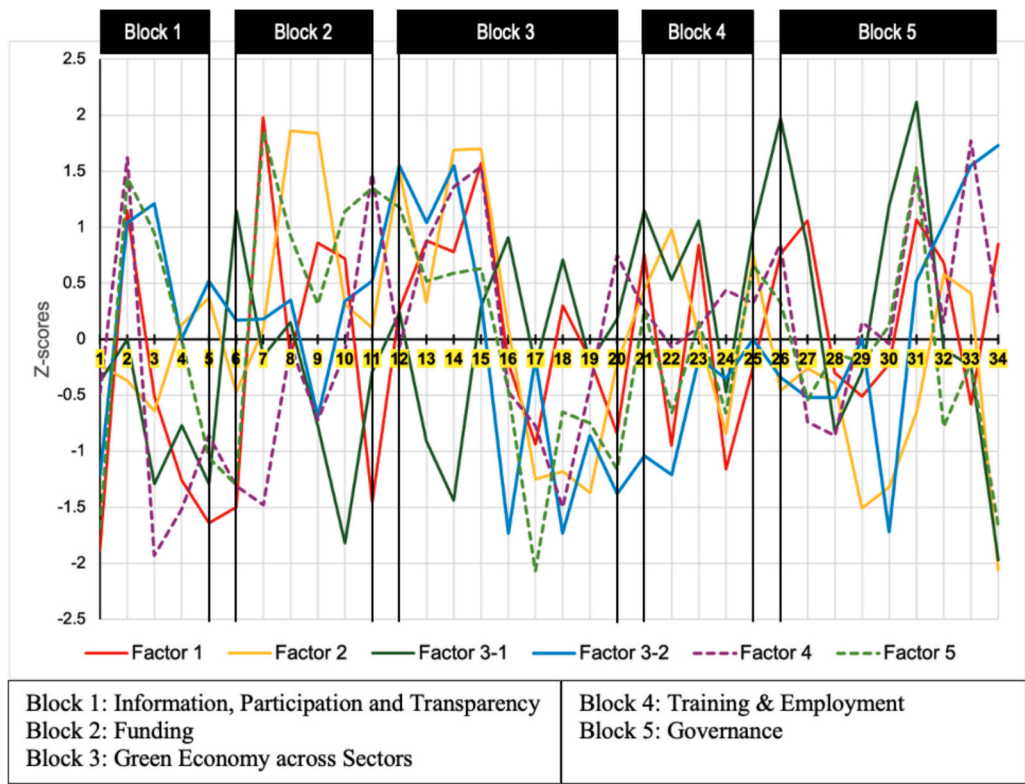 Block 1 Block 2 Block 3 Block 4 Block 5
2.5
2
1.5
1
0.5
0
-0.5
-1
-1.5
-2
-2.5
Z-scores
1 2 3 4 5 6 7 8 9 10 11 12 13 14 15 16 17 18 19 20 21 22 23 24 25 26 27 28 29 30 31 32 33 34
Factor 1 Factor 2 Factor 3-1 Factor 3-2 Factor 4 Factor 5
Block 1: Information, Participation and Transparency
Block 2: Funding
Block 3: Green Economy across Sectors
Block 4: Training & Employment
Block 5: Governance